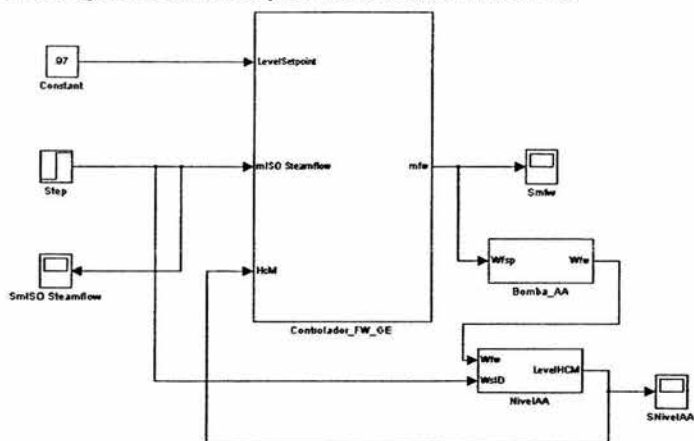 97
Constant
LevelSetpoint
mISO Steamflow
mfw
Step
Smfw
HcM
SmISO Steamflow
Wfsp
Wfw
Bomba_AA
Controlador_FW_GE
Wfw
WstD
LevelHCM
NivelAA
SNivelAA